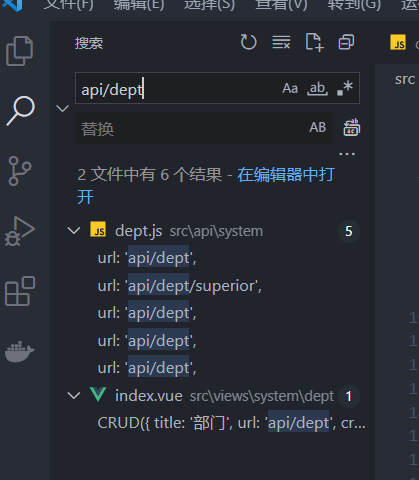 文件(F) 编辑(E) 选择(S) 查看(V) 转到(G)
搜索
JS
src
api/dept
Aa ab .*
替换
AB
...
2 文件中有 6 个结果 - 在编辑器中打
开
JS dept.js src\api\system 5
url: 'api/dept',
url: 'api/dept/superior',
url: 'api/dept',
url: 'api/dept',
url: 'api/dept',
index.vue src\views\system\dept 1
CRUD({ title: '部门', url: 'api/dept', cr...